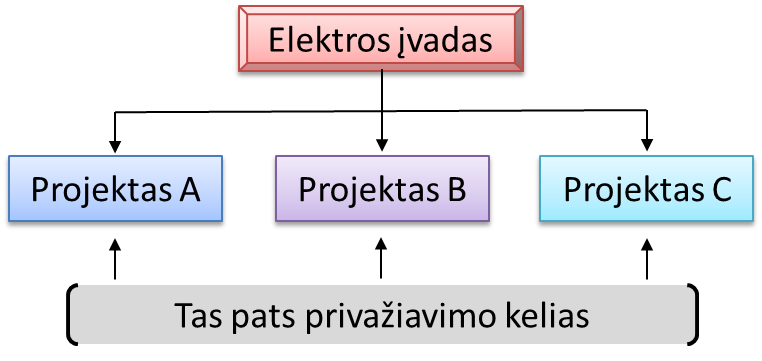 Elektros įvadas
Projektas A
Projektas B
Projektas C
Tas pats privažiavimo kelias